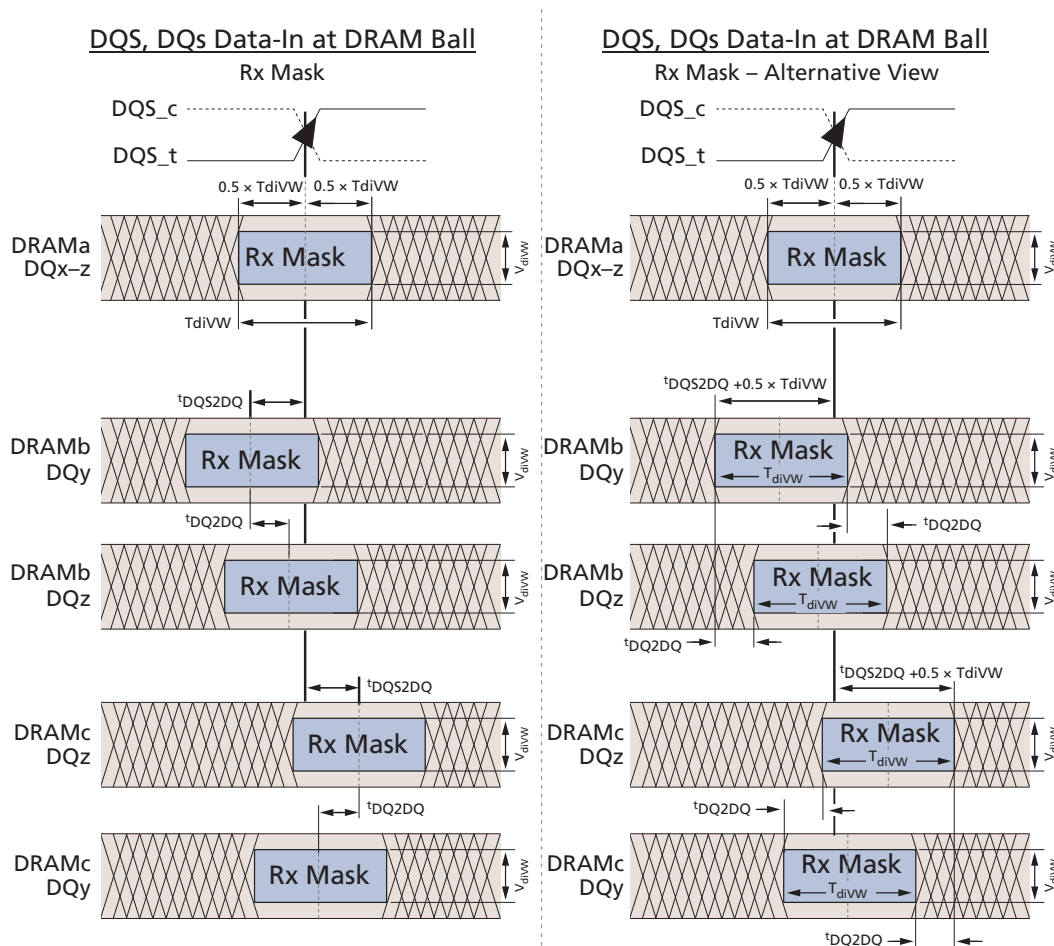 DQS, DQs Data-In at DRAM Ball
Rx Mask
DQS_c
DQS_t
0.5 × TdiVW
0.5 × TdiVW
DRAMa
DQx–z
Rx Mask
VdiVW
TdiVW
tDQS2DQ
DRAMb
DQy
Rx Mask
VdiVW
tDQ2DQ
DRAMb
DQz
Rx Mask
VdiVW
tDQS2DQ
DRAMc
DQz
Rx Mask
VdiVW
tDQ2DQ
DRAMc
DQy
Rx Mask
VdiVW
DQS, DQs Data-In at DRAM Ball
Rx Mask – Alternative View
DQS_c
DQS_t
0.5 × TdiVW
0.5 × TdiVW
DRAMa
DQx–z
Rx Mask
VdiVW
TdiVW
tDQS2DQ +0.5 × TdiVW
DRAMb
DQy
Rx Mask
TdiVW
VdiVW
tDQ2DQ
DRAMb
DQz
Rx Mask
TdiVW
VdiVW
tDQ2DQ
tDQS2DQ +0.5 × TdiVW
DRAMc
DQz
Rx Mask
TdiVW
VdiVW
tDQ2DQ
DRAMc
DQy
Rx Mask
TdiVW
VdiVW
tDQ2DQ